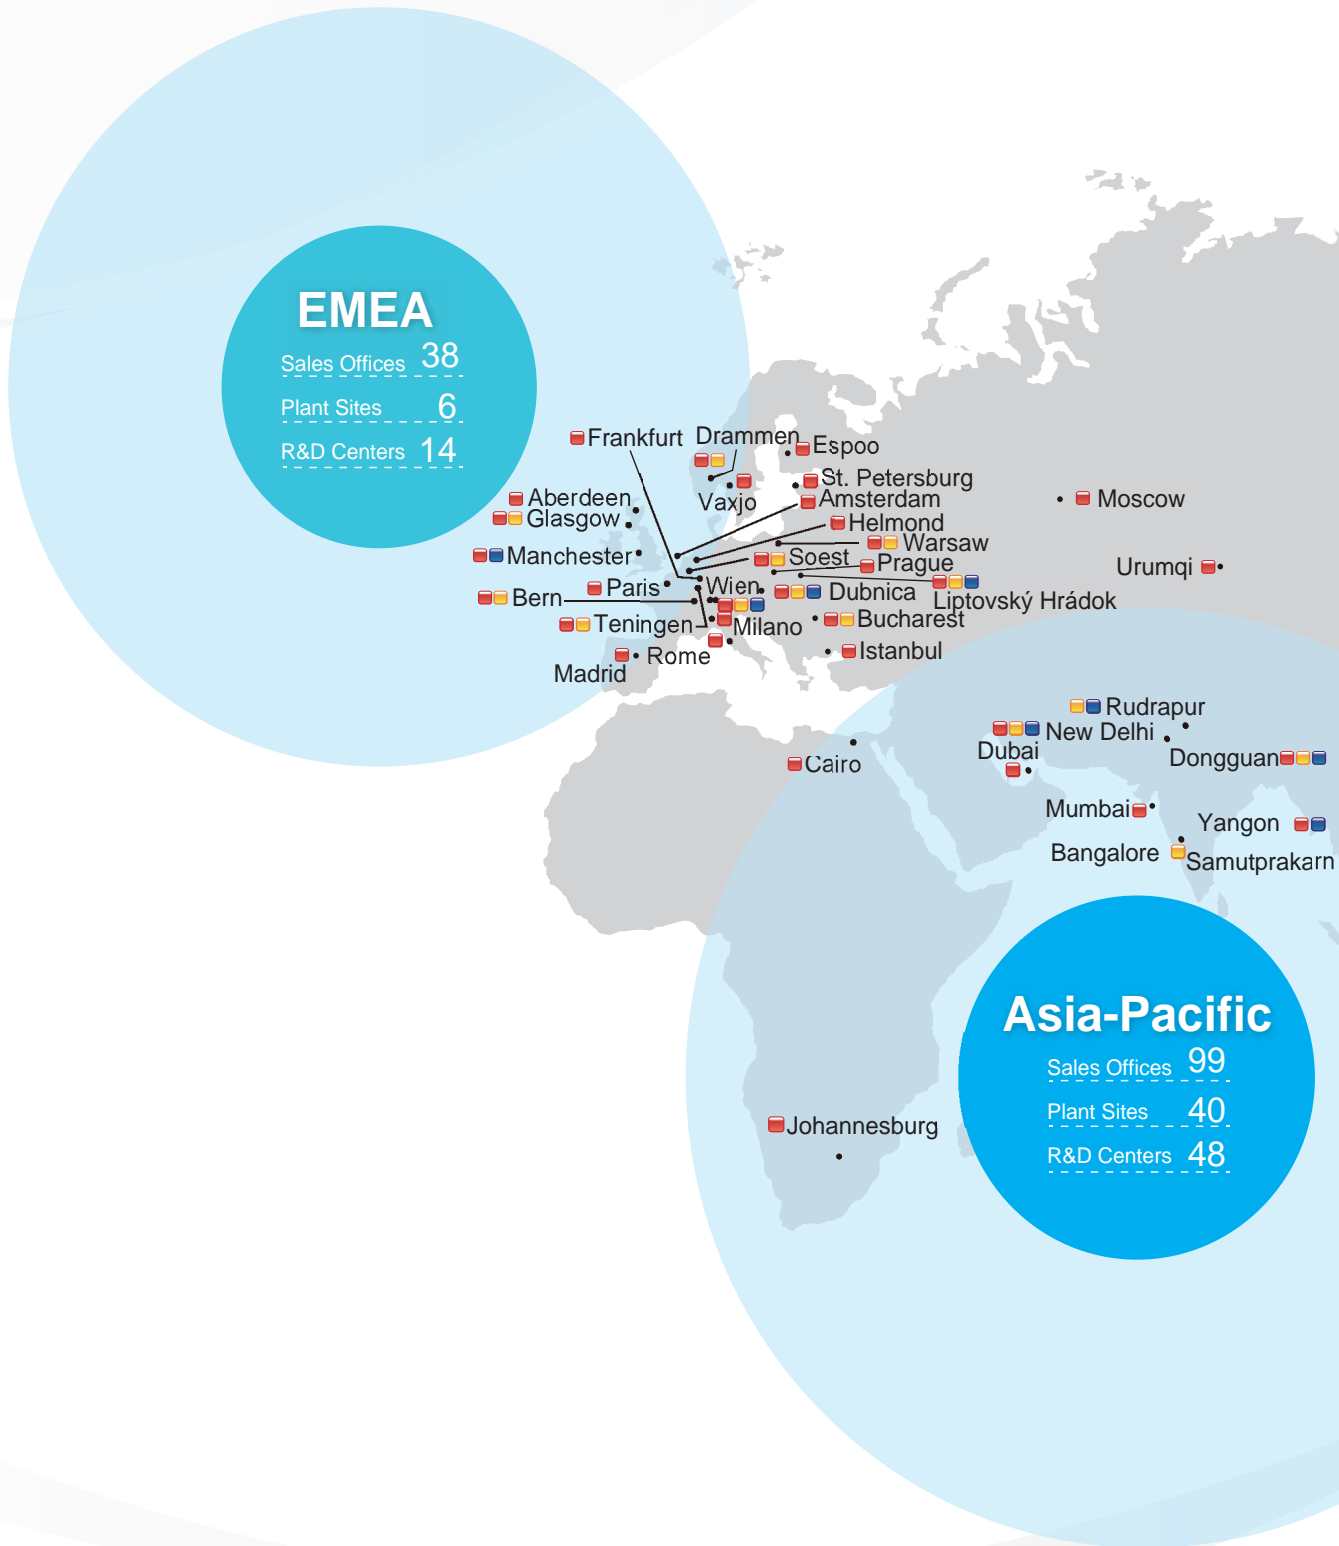 EMEA
Sales Offices 38
Plant Sites 6
R&D Centers 14
Frankfurt
Drammen
Espoo
St. Petersburg
Vaxjo
Amsterdam
Aberdeen
Glasgow
Helmond
Warsaw
Moscow
Manchester
Soest
Prague
Urumqi
Paris
Wien
Dubnica
Liptovský Hrádok
Bern
Teningen
Milano
Bucharest
Madrid
Rome
Istanbul
Rudrapur
New Delhi
Dubai
Dongguan
Cairo
Mumbai
Yangon
Bangalore
Samutprakarn
Asia-Pacific
Sales Offices 99
Plant Sites 40
R&D Centers 48
Johannesburg